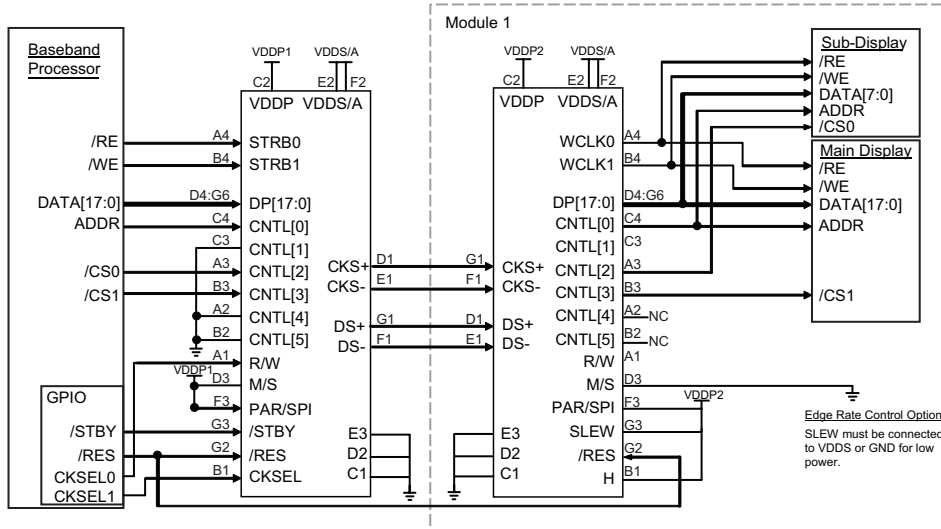 Module 1
Baseband
Processor
/RE
/WE
DATA[17:0]
ADDR
/CS0
/CS1
GPIO
/STBY
/RES
CKSEL0
CKSEL1
VDDP1
VDDS/A
C2
E2
F2
VDDP
VDDS/A
A4
STRB0
B4
STRB1
D4:G6
DP[17:0]
C4
CNTL[0]
C3
CNTL[1]
A3
CNTL[2]
B3
CNTL[3]
A2
CNTL[4]
B2
CNTL[5]
A1
R/W
VDDP1
D3
M/S
F3
PAR/SPI
G3
/STBY
G2
/RES
B1
CKSEL
CKS+
D1
CKS-
E1
DS+
G1
DS-
F1
E3
D2
C1
VDDP2
VDDS/A
C2
E2
F2
VDDP
VDDS/A
G1
CKS+
F1
CKS-
D1
DS+
E1
DS-
E3
D2
C1
WCLK0
A4
WCLK1
B4
DP[17:0]
D4:G6
CNTL[0]
C4
CNTL[1]
C3
CNTL[2]
A3
CNTL[3]
B3
CNTL[4]
A2
NC
CNTL[5]
B2
NC
R/W
A1
M/S
D3
VDDP2
PAR/SPI
F3
SLEW
G3
/RES
G2
H
B1
Sub-Display
/RE
/WE
DATA[7:0]
ADDR
/CS0
Main Display
/RE
/WE
DATA[17:0]
ADDR
/CS1
Edge Rate Control Option
SLEW must be connected
to VDDS or GND for low
power.